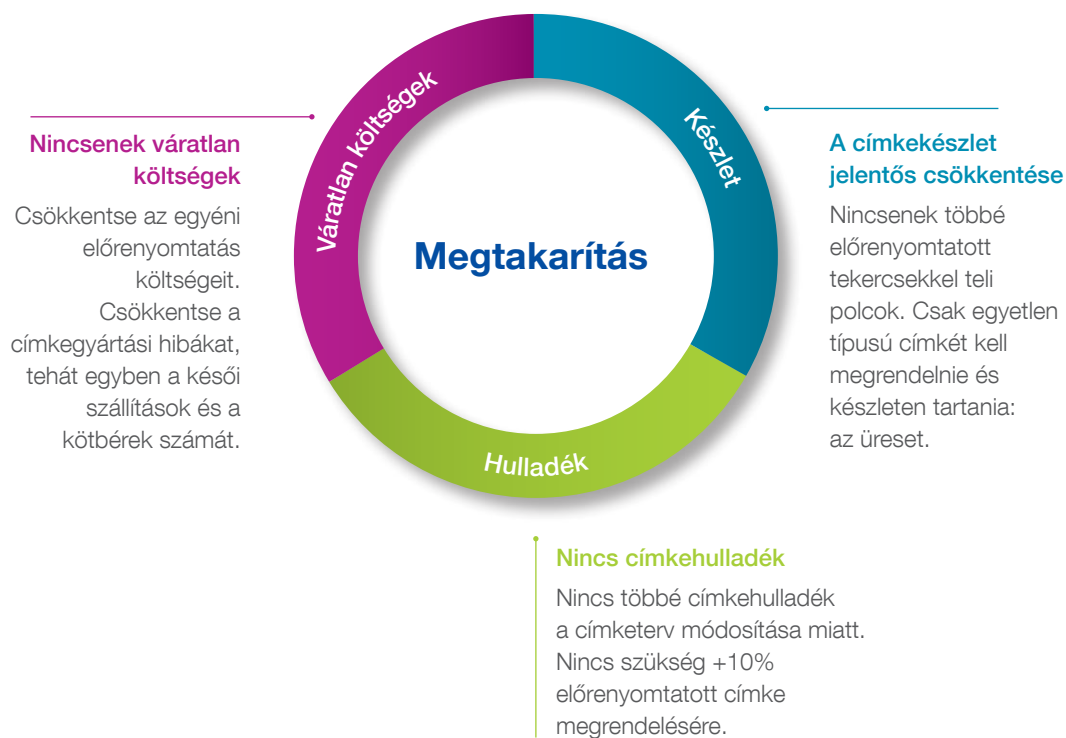 Váratlan költségek
Készlet
Hulladék
Megtakarítás
Nincsenek váratlan
költségek
Csökkentse az egyéni
előrenyomtatás
költségeit.
Csökkentse a
címkegyártási hibákat,
tehát egyben a késői
szállítások és a
kötbérek számát.
A címkekészlet
jelentős csökkentése
Nincsenek többé
előrenyomtatott
tekercsekkel teli
polcok. Csak egyetlen
típusú címkét kell
megrendelnie és
készleten tartania:
az üreset.
Nincs címkehulladék
Nincs többé címkehulladék
a címketerv módosítása miatt.
Nincs szükség +10%
előrenyomtatott címke
megrendelésére.